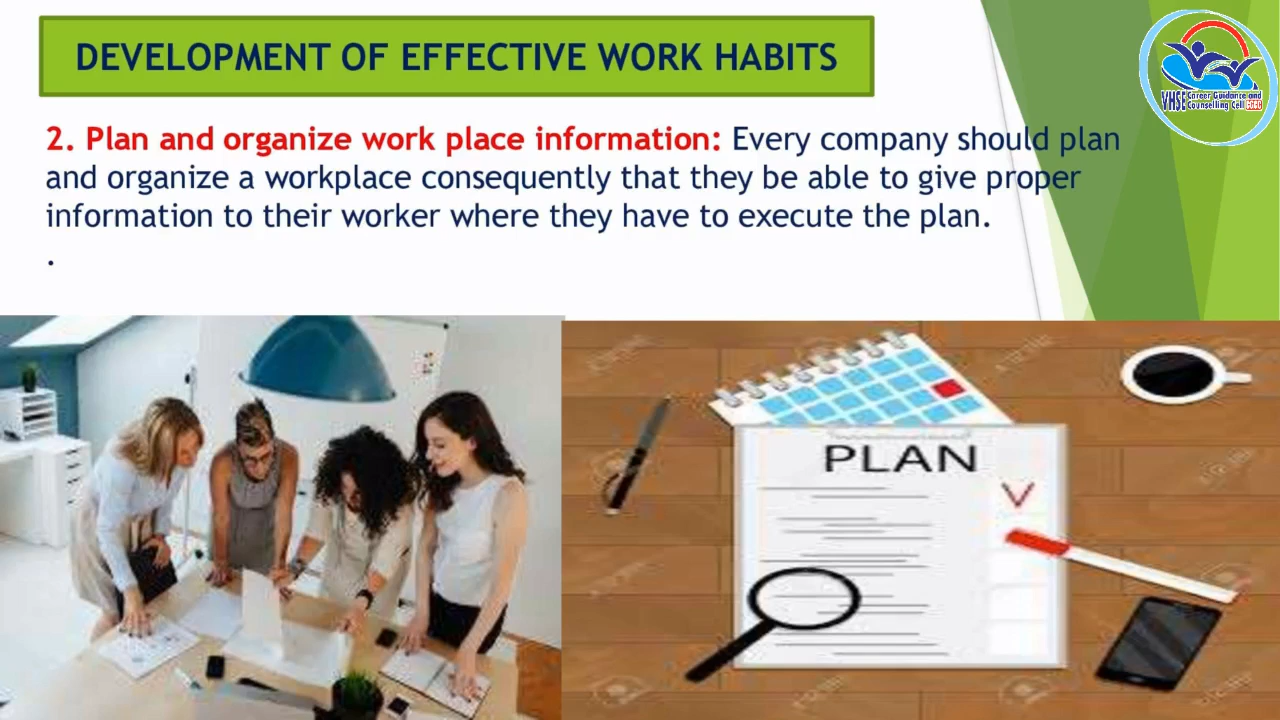 DEVELOPMENT OF EFFECTIVE WORK HABITS
VHSE Career Guidance and
Counselling Cell CGCC
2. Plan and organize work place information: Every company should plan
and organize a workplace consequently that they be able to give proper
information to their worker where they have to execute the plan.
.
PLAN